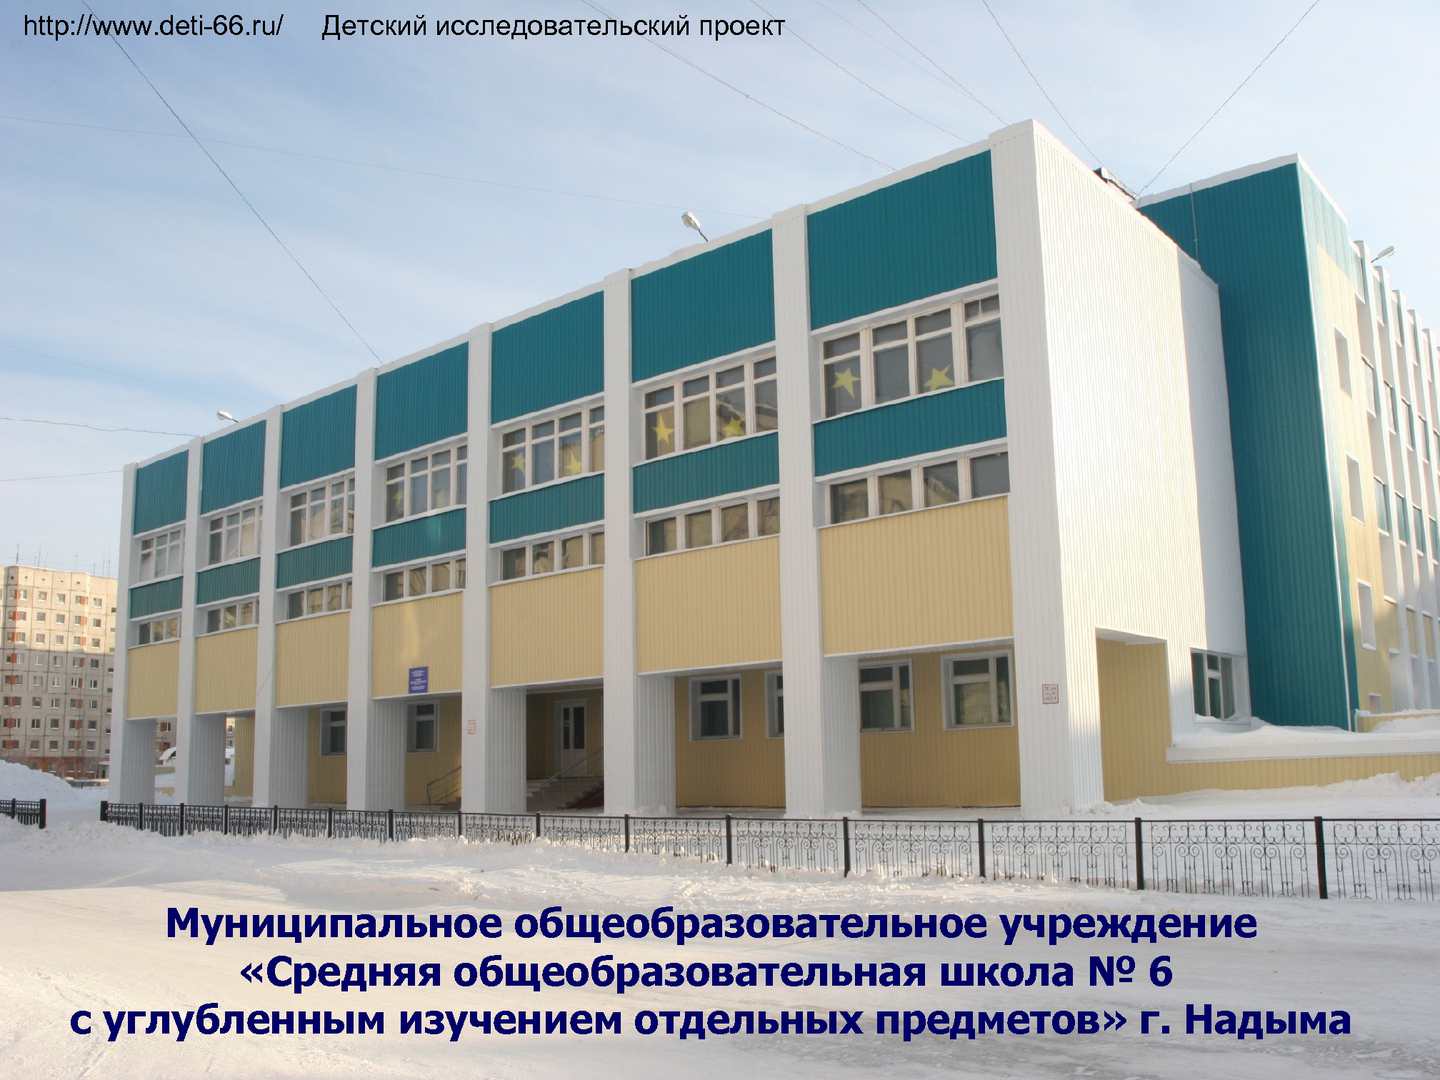 http://www.deti-66.ru/ Детский исследовательский проект
Муниципальное общеобразовательное учреждение
«Средняя общеобразовательная школа № 6
с углубленным изучением отдельных предметов» г. Надыма